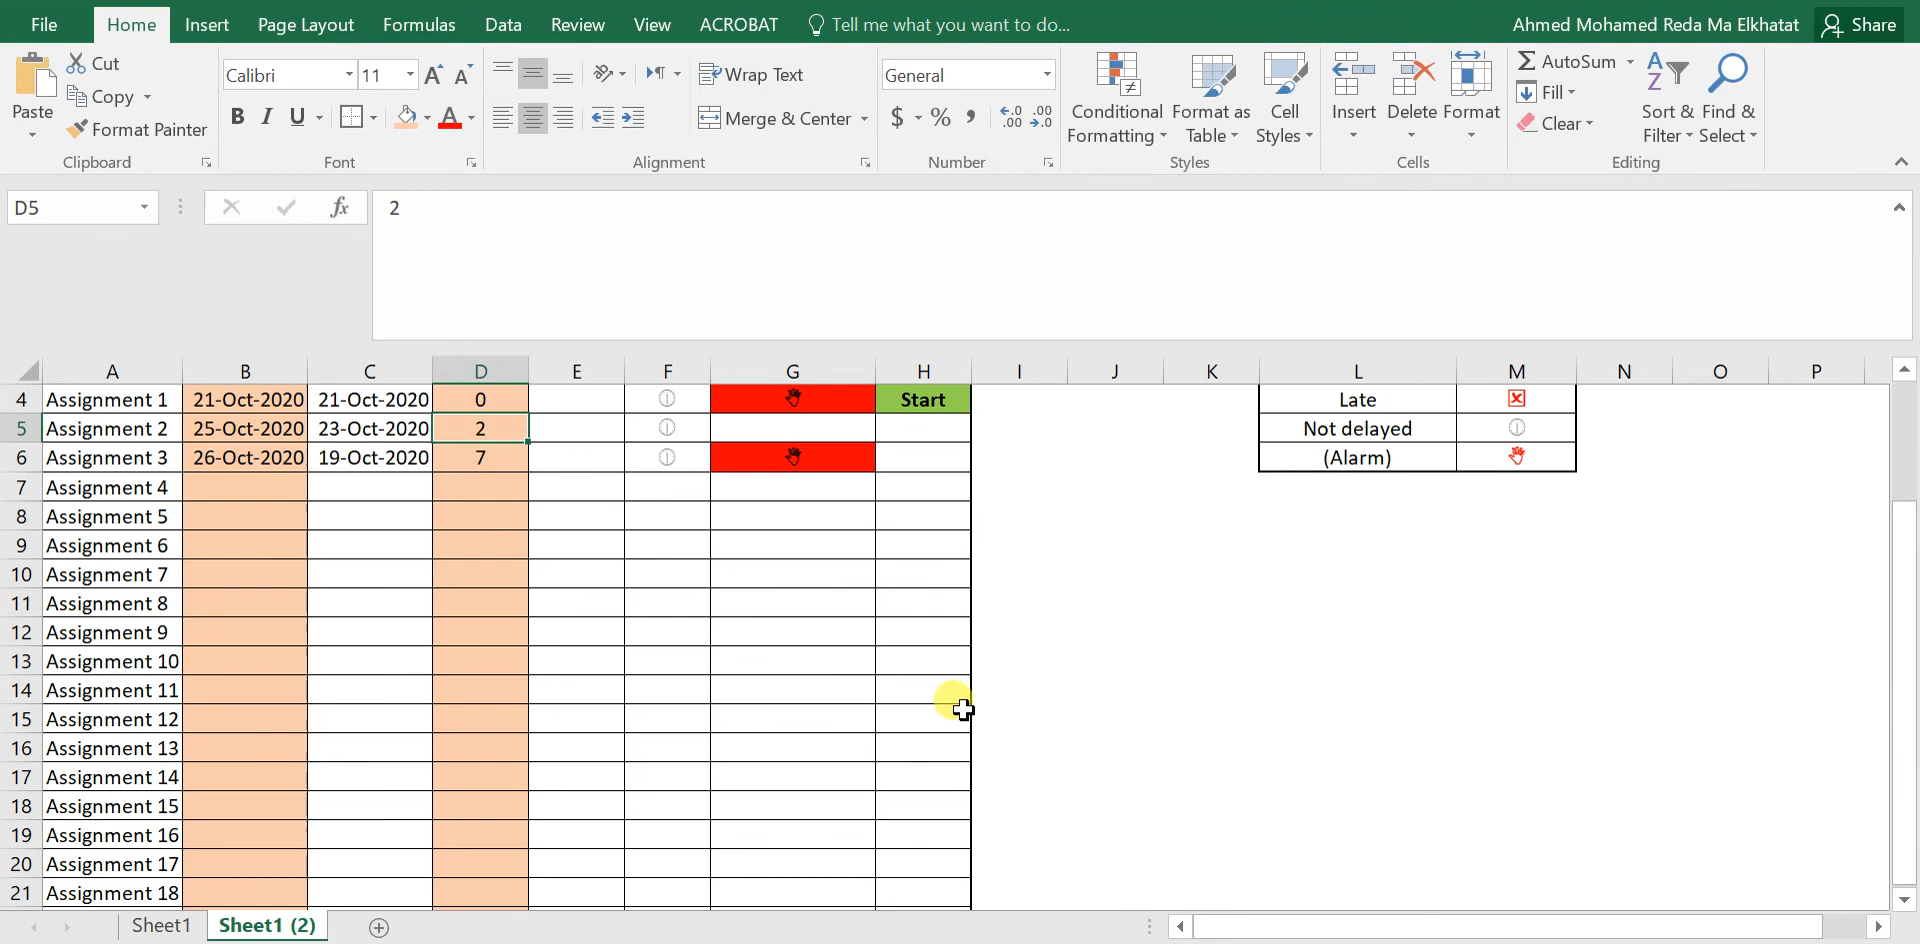 File Home Insert Page Layout Formulas Data Review View ACROBAT Tell me what you want to do... Ahmed Mohamed Reda Ma Elkhatat Share
Paste
Cut
Copy
Format Painter
Clipboard
Calibri 11 A A
B I U A
Font
Wrap Text
Merge & Center
Alignment
General
$ % , .00 .00
Number
Conditional Formatting
Format as Table
Cell Styles
Styles
Insert Delete Format
Cells
AutoSum
Fill
Clear
Sort & Filter
Find & Select
Editing
D5 fx 2
A B C D E F G H I J K L M N O P
4 Assignment 1 21-Oct-2020 21-Oct-2020 0 Start Late
5 Assignment 2 25-Oct-2020 23-Oct-2020 2 Not delayed
6 Assignment 3 26-Oct-2020 19-Oct-2020 7 (Alarm)
7 Assignment 4
8 Assignment 5
9 Assignment 6
10 Assignment 7
11 Assignment 8
12 Assignment 9
13 Assignment 10
14 Assignment 11
15 Assignment 12
16 Assignment 13
17 Assignment 14
18 Assignment 15
19 Assignment 16
20 Assignment 17
21 Assignment 18
Sheet1 Sheet1 (2)